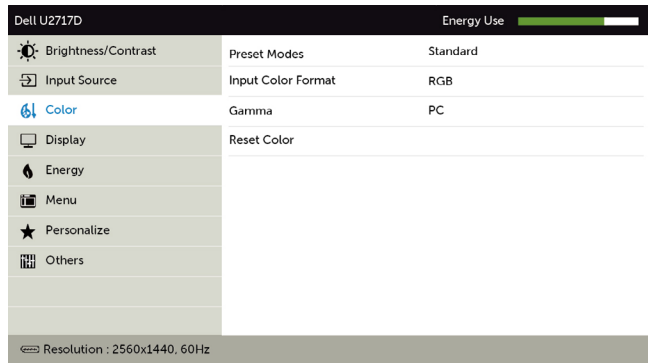 Dell U2717D
Energy Use
Brightness/Contrast
Input Source
Color
Display
Energy
Menu
Personalize
Others
Preset Modes Standard
Input Color Format RGB
Gamma PC
Reset Color
Resolution : 2560x1440, 60Hz